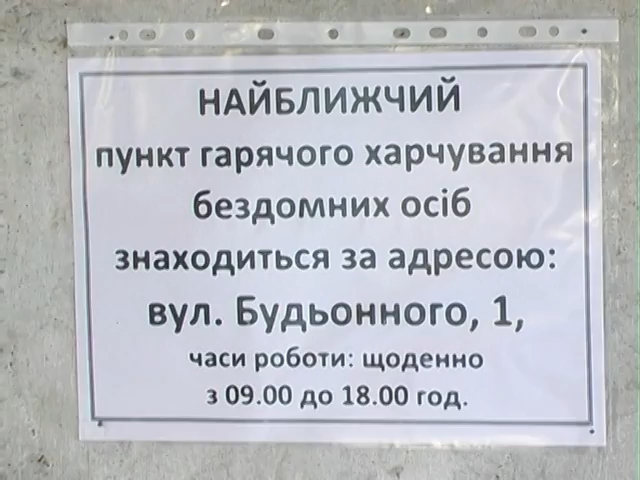 НАЙБЛИЖЧИЙ
пункт гарячого харчування
бездомних осіб
знаходиться за адресою:
вул. Будьонного, 1,
часи роботи: щоденно
з 09.00 до 18.00 год.